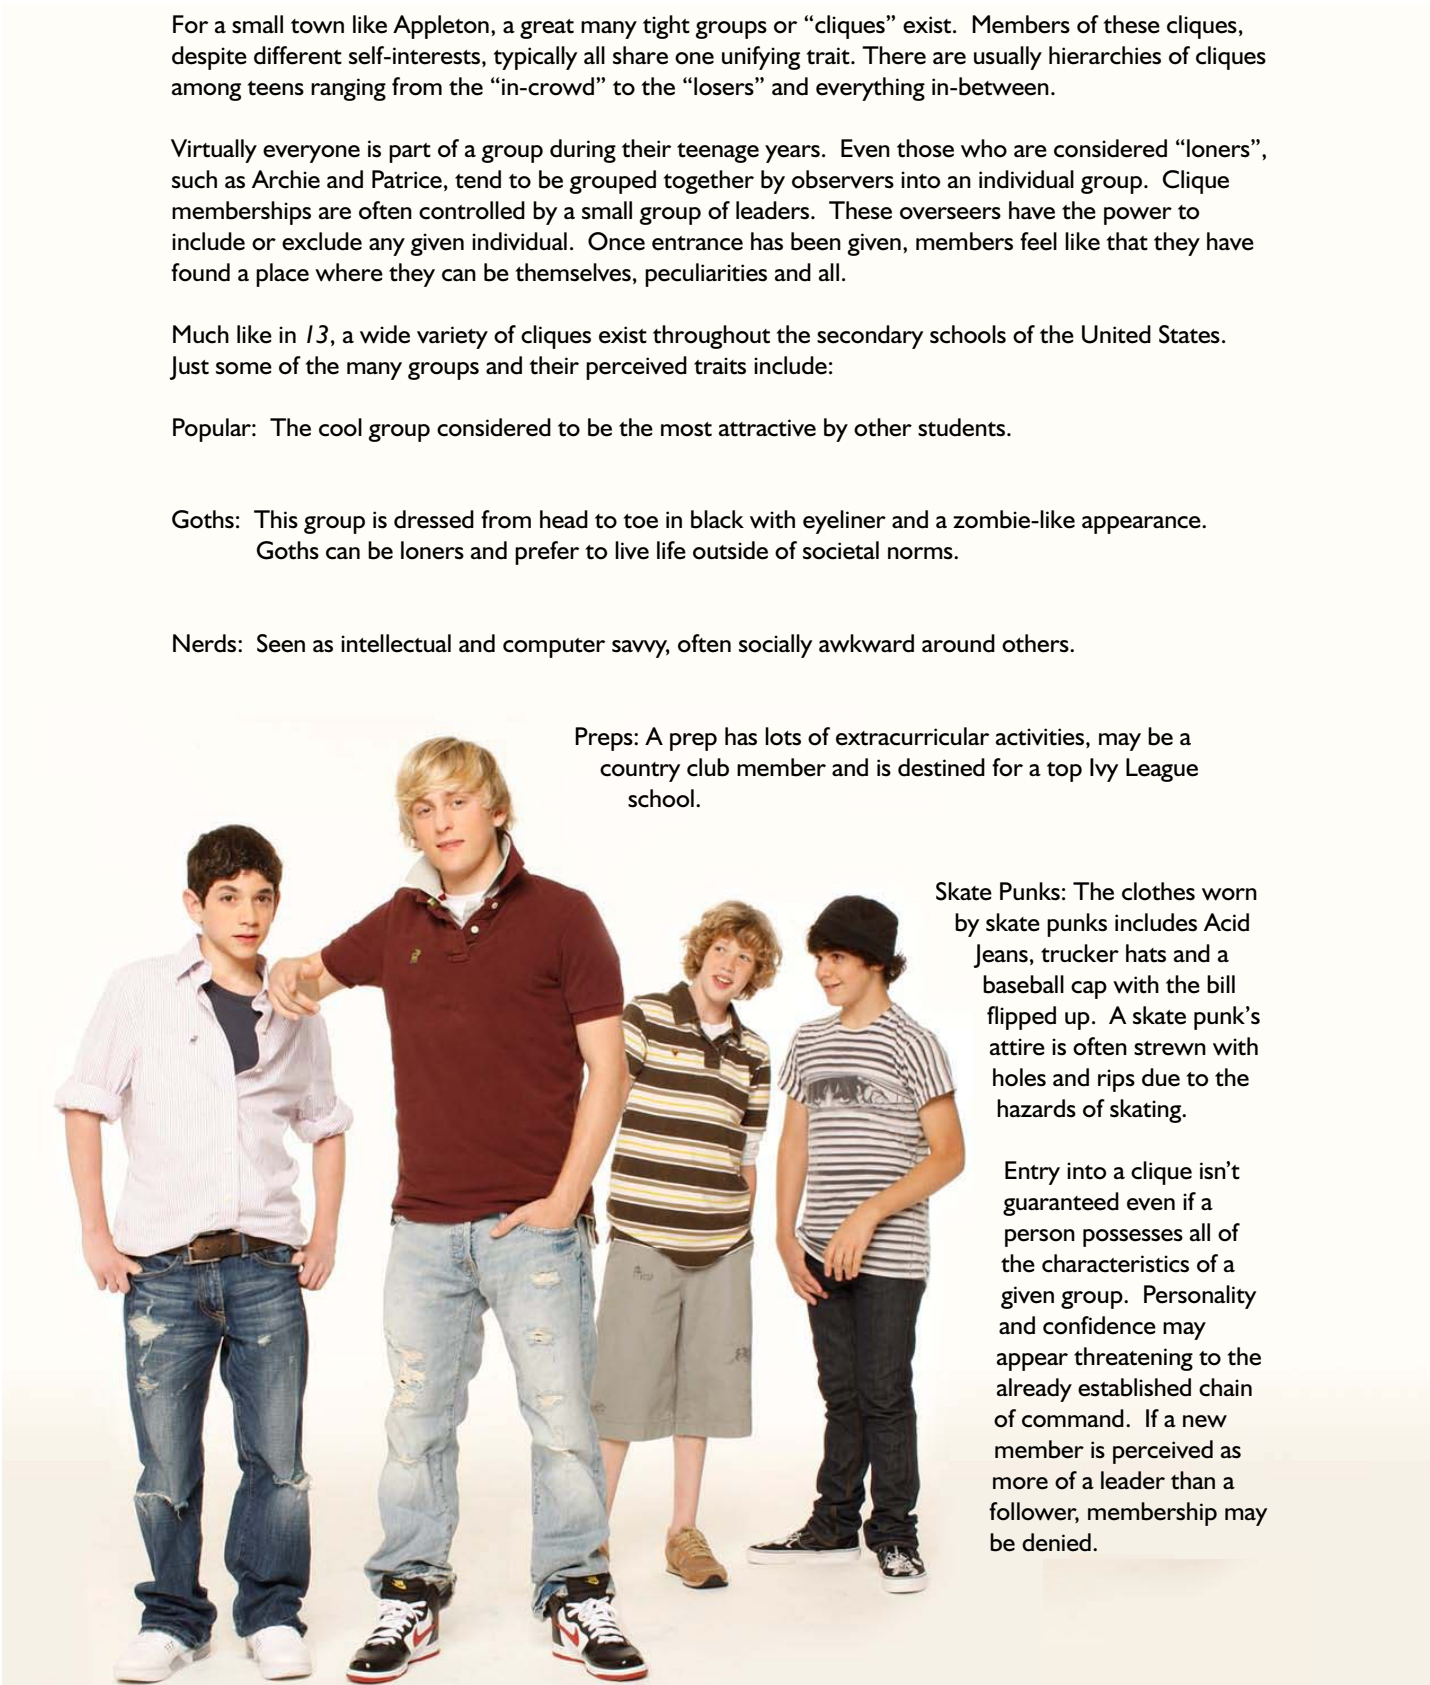 For a small town like Appleton, a great many tight groups or “cliques” exist.  Members of these cliques,
despite different self-interests, typically all share one unifying trait. There are usually hierarchies of cliques
among teens ranging from the “in-crowd” to the “losers” and everything in-between.
Virtually everyone is part of a group during their teenage years.  Even those who are considered “loners”,
such as Archie and Patrice, tend to be grouped together by observers into an individual group.  Clique
memberships are often controlled by a small group of leaders.  These overseers have the power to
include or exclude any given individual.  Once entrance has been given, members feel like that they have
found a place where they can be themselves, peculiarities and all.
Much like in 13, a wide variety of cliques exist throughout the secondary schools of the United States.
Just some of the many groups and their perceived traits include:
Popular:  The cool group considered to be the most attractive by other students.
Goths:  This group is dressed from head to toe in black with eyeliner and a zombie-like appearance.
Goths can be loners and prefer to live life outside of societal norms.
Nerds:  Seen as intellectual and computer savvy, often socially awkward around others.
Preps: A prep has lots of extracurricular activities, may be a
country club member and is destined for a top Ivy League
school.
Skate Punks: The clothes worn
by skate punks includes Acid
Jeans, trucker hats and a
baseball cap with the bill
flipped up.  A skate punk’s
attire is often strewn with
holes and rips due to the
hazards of skating.
Entry into a clique isn’t
guaranteed even if a
person possesses all of
the characteristics of a
given group.  Personality
and confidence may
appear threatening to the
already established chain
of command.  If a new
member is perceived as
more of a leader than a
follower, membership may
be denied.